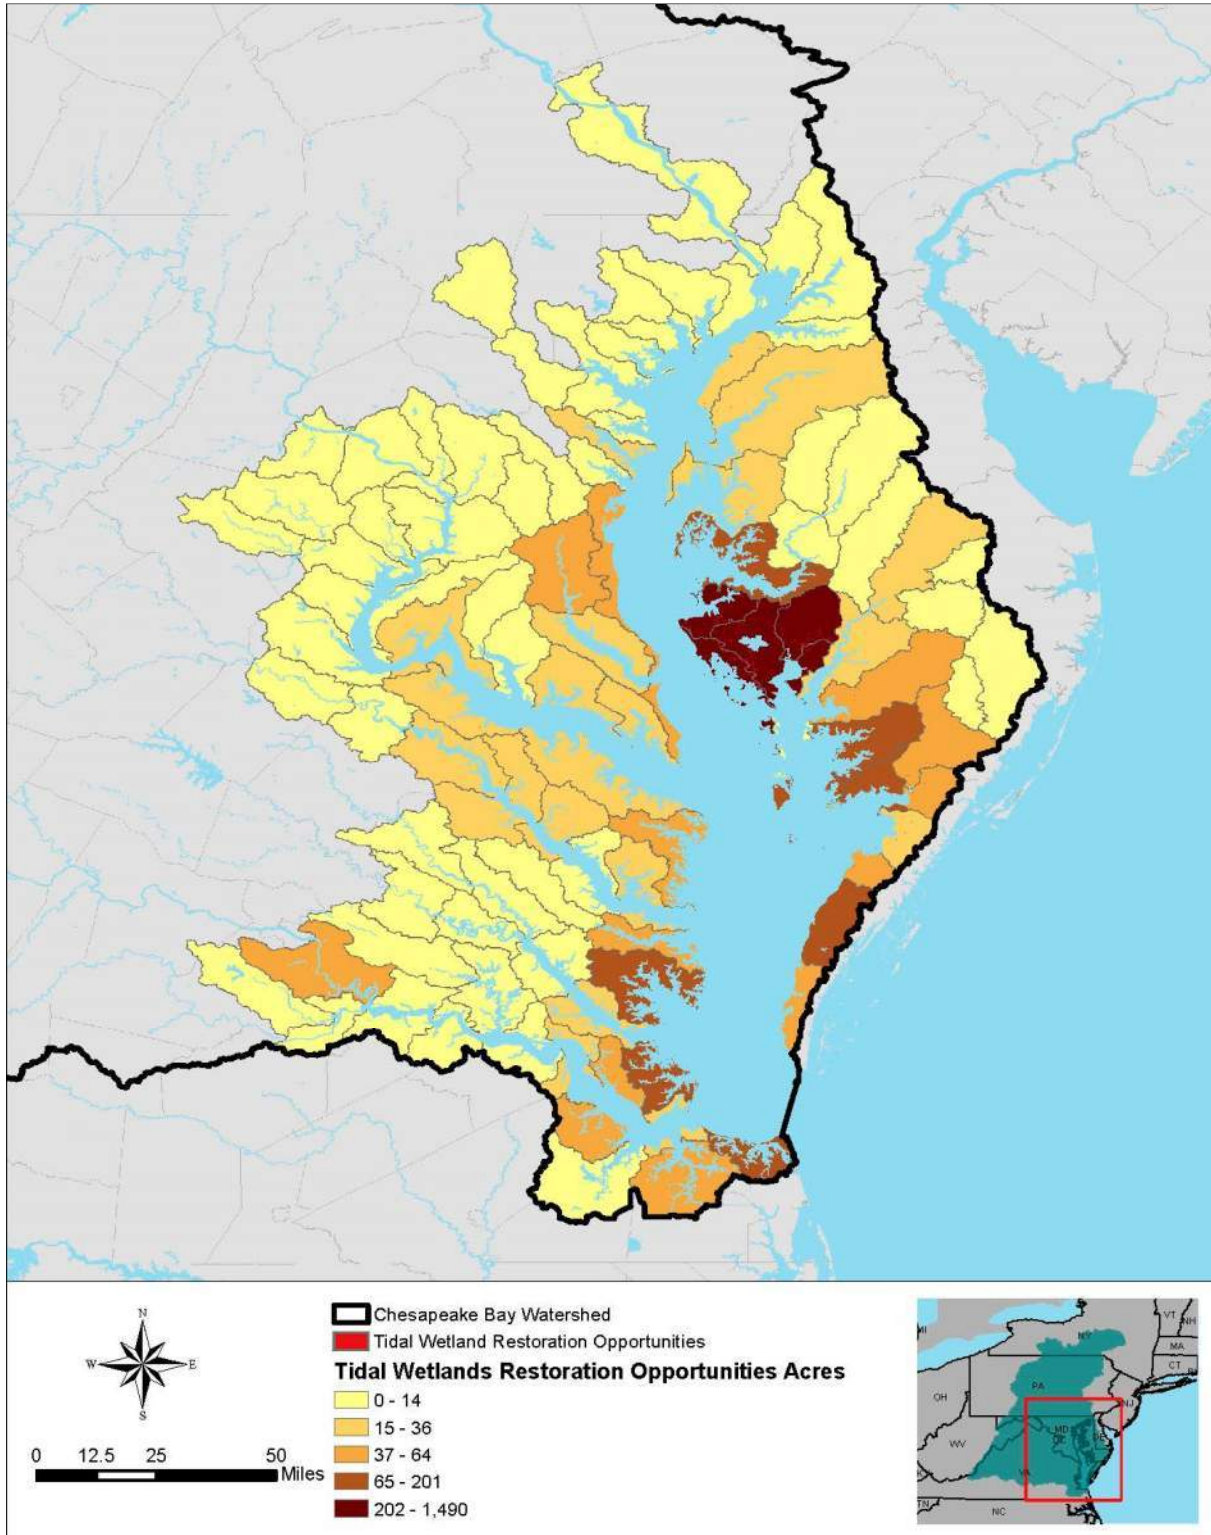 N
W E
S
0 12.5 25 50
Miles
Chesapeake Bay Watershed
Tidal Wetland Restoration Opportunities
Tidal Wetlands Restoration Opportunities Acres
0 - 14
15 - 36
37 - 64
65 - 201
202 - 1,490
MI
NY
VT
NH
MA
CT
PA
OH
NJ
MD
DE
WV
VA
TN
NC